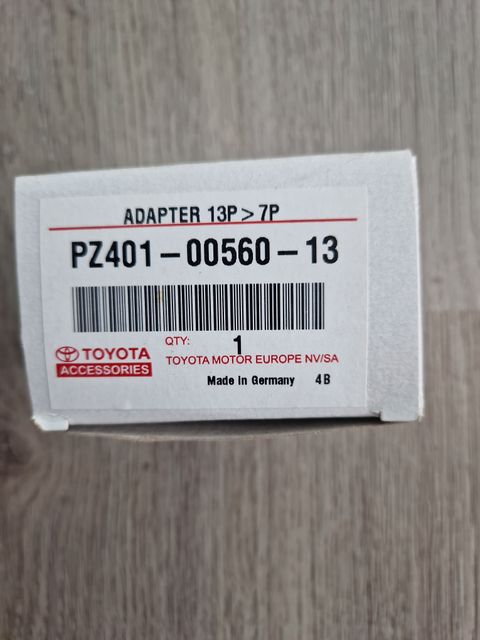 ADAPTER 13P > 7P
PZ401-00560-13
TOYOTA
ACCESSORIES
QTY: 1
TOYOTA MOTOR EUROPE NV/SA
Made in Germany 4B